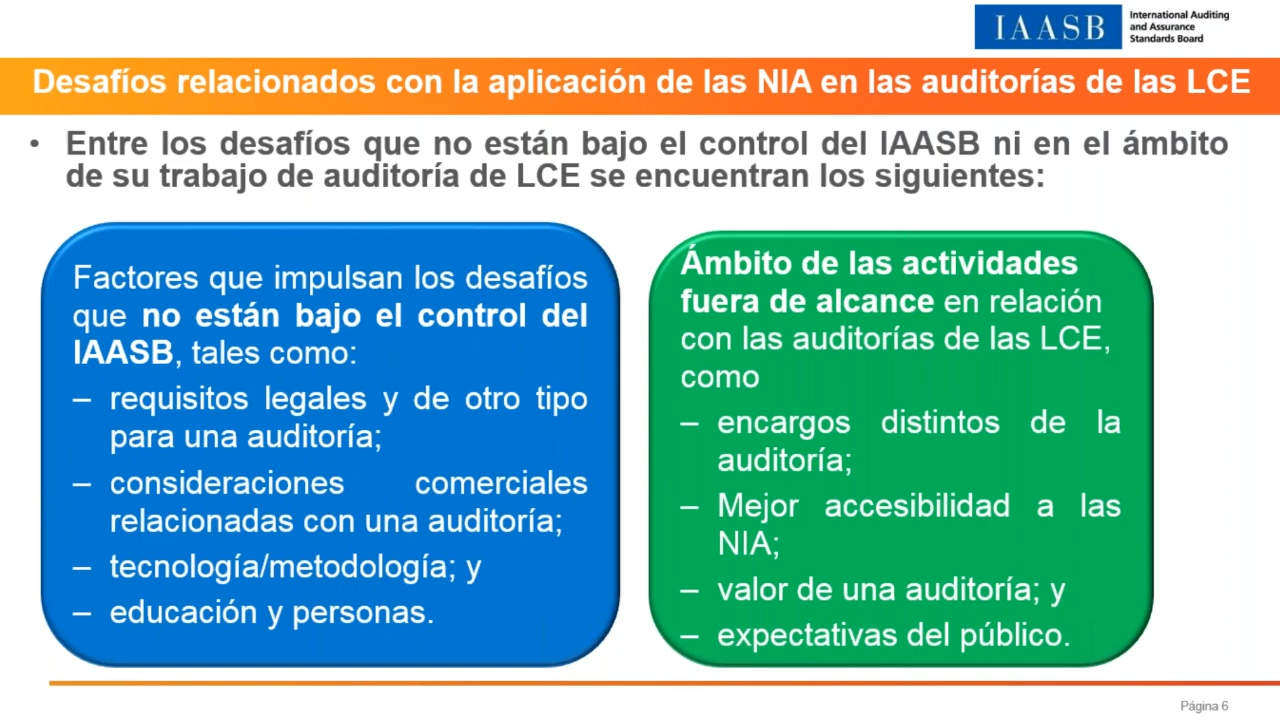 IAASB
International Auditing
and Assurance
Standards Board
Desafíos relacionados con la aplicación de las NIA en las auditorías de las LCE
• Entre los desafíos que no están bajo el control del IAASB ni en el ámbito
de su trabajo de auditoría de LCE se encuentran los siguientes:
Factores que impulsan los desafíos
que no están bajo el control del
IAASB, tales como:
– requisitos legales y de otro tipo
para una auditoría;
– consideraciones comerciales
relacionadas con una auditoría;
– tecnología/metodología; y
– educación y personas.
Ámbito de las actividades
fuera de alcance en relación
con las auditorías de las LCE,
como
– encargos distintos de la
auditoría;
– Mejor accesibilidad a las
NIA;
– valor de una auditoría; y
– expectativas del público.
Página 6